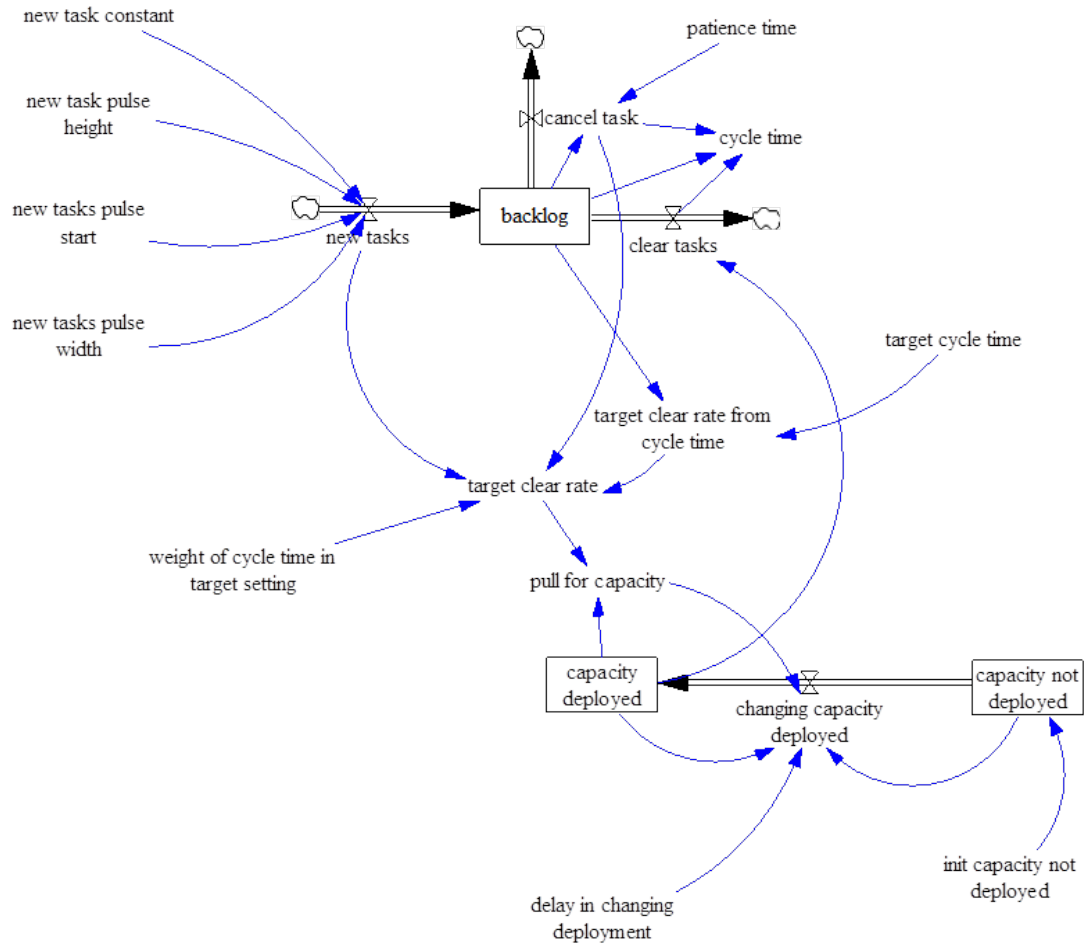 new task constant
patience time
new task pulse
height
cancel task
cycle time
new tasks pulse
start
backlog
new tasks
clear tasks
new tasks pulse
width
target cycle time
target clear rate from
cycle time
target clear rate
weight of cycle time in
target setting
pull for capacity
capacity
deployed
capacity not
deployed
changing capacity
deployed
init capacity not
deployed
delay in changing
deployment